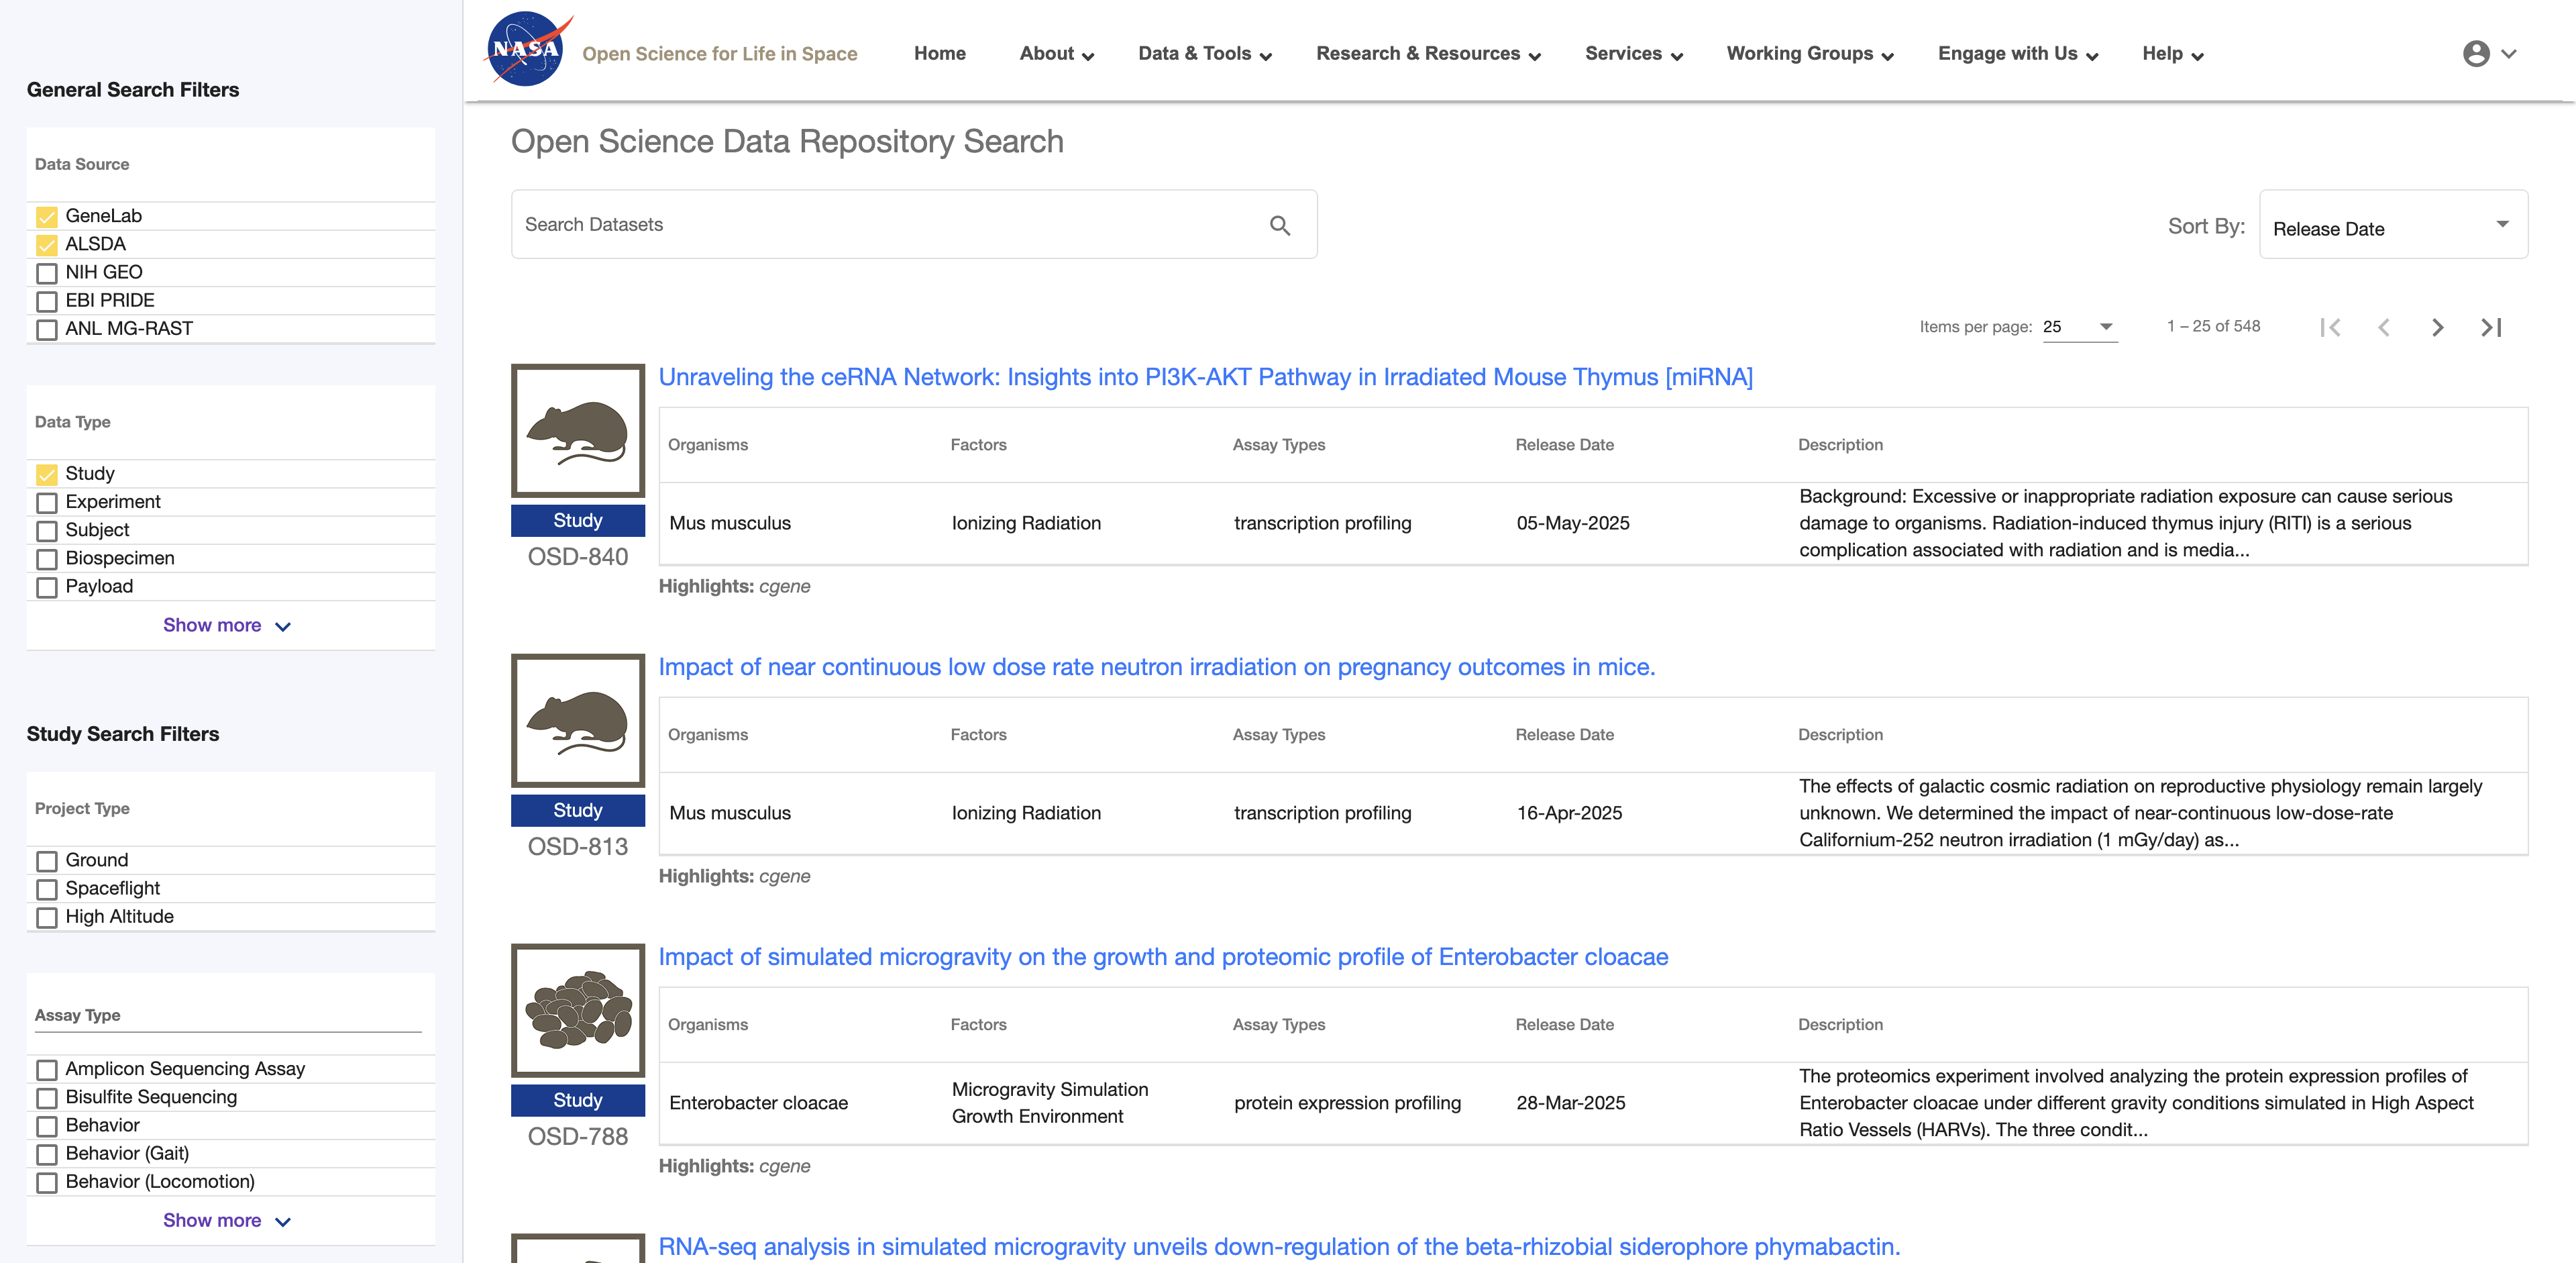 General Search Filters
Data Source
GeneLab
ALSDA
NIH GEO
EBI PRIDE
ANL MG-RAST
Data Type
Study
Experiment
Subject
Biospecimen
Payload
Show more
Study Search Filters
Project Type
Ground
Spaceflight
High Altitude
Assay Type
Amplicon Sequencing Assay
Bisulfite Sequencing
Behavior
Behavior (Gait)
Behavior (Locomotion)
Show more
NASA
Open Science for Life in Space
Home About Data & Tools Research & Resources Services Working Groups Engage with Us Help
Open Science Data Repository Search
Search Datasets
Sort By: Release Date
Items per page: 25 1 – 25 of 548
Unraveling the ceRNA Network: Insights into PI3K-AKT Pathway in Irradiated Mouse Thymus [miRNA]
Study
OSD-840
Organisms Factors Assay Types Release Date Description
Mus musculus Ionizing Radiation transcription profiling 05-May-2025
Background: Excessive or inappropriate radiation exposure can cause serious
damage to organisms. Radiation-induced thymus injury (RITI) is a serious
complication associated with radiation and is media...
Highlights: cgene
Impact of near continuous low dose rate neutron irradiation on pregnancy outcomes in mice.
Study
OSD-813
Organisms Factors Assay Types Release Date Description
Mus musculus Ionizing Radiation transcription profiling 16-Apr-2025
The effects of galactic cosmic radiation on reproductive physiology remain largely
unknown. We determined the impact of near-continuous low-dose-rate
Californium-252 neutron irradiation (1 mGy/day) as...
Highlights: cgene
Impact of simulated microgravity on the growth and proteomic profile of Enterobacter cloacae
Study
OSD-788
Organisms Factors Assay Types Release Date Description
Enterobacter cloacae
Microgravity Simulation
Growth Environment
protein expression profiling 28-Mar-2025
The proteomics experiment involved analyzing the protein expression profiles of
Enterobacter cloacae under different gravity conditions simulated in High Aspect
Ratio Vessels (HARVs). The three condit...
Highlights: cgene
RNA-seq analysis in simulated microgravity unveils down-regulation of the beta-rhizobial siderophore phymabactin.